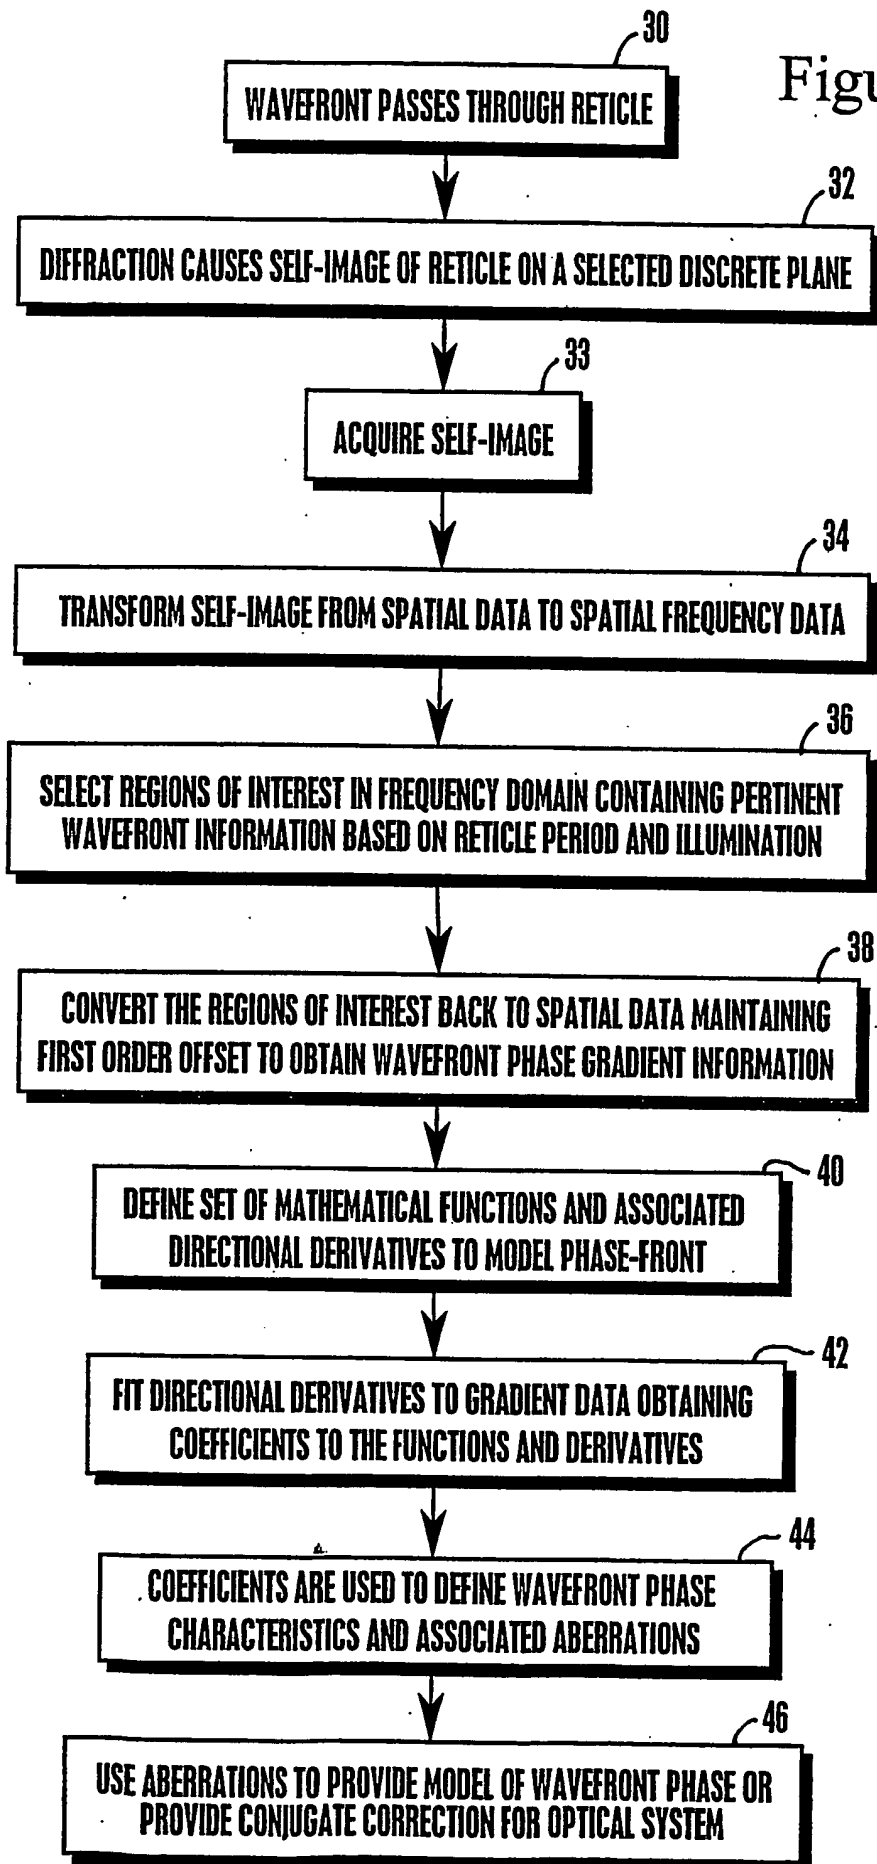 30
Figu
WAVEFRONT PASSES THROUGH RETICLE
32
DIFFRACTION CAUSES SELF-IMAGE OF RETICLE ON A SELECTED DISCRETE PLANE
33
ACQUIRE SELF-IMAGE
34
TRANSFORM SELF-IMAGE FROM SPATIAL DATA TO SPATIAL FREQUENCY DATA
36
SELECT REGIONS OF INTEREST IN FREQUENCY DOMAIN CONTAINING PERTINENT
WAVEFRONT INFORMATION BASED ON RETICLE PERIOD AND ILLUMINATION
38
CONVERT THE REGIONS OF INTEREST BACK TO SPATIAL DATA MAINTAINING
FIRST ORDER OFFSET TO OBTAIN WAVEFRONT PHASE GRADIENT INFORMATION
40
DEFINE SET OF MATHEMATICAL FUNCTIONS AND ASSOCIATED
DIRECTIONAL DERIVATIVES TO MODEL PHASE-FRONT
42
FIT DIRECTIONAL DERIVATIVES TO GRADIENT DATA OBTAINING
COEFFICIENTS TO THE FUNCTIONS AND DERIVATIVES
44
COEFFICIENTS ARE USED TO DEFINE WAVEFRONT PHASE
CHARACTERISTICS AND ASSOCIATED ABERRATIONS
46
USE ABERRATIONS TO PROVIDE MODEL OF WAVEFRONT PHASE OR
PROVIDE CONJUGATE CORRECTION FOR OPTICAL SYSTEM